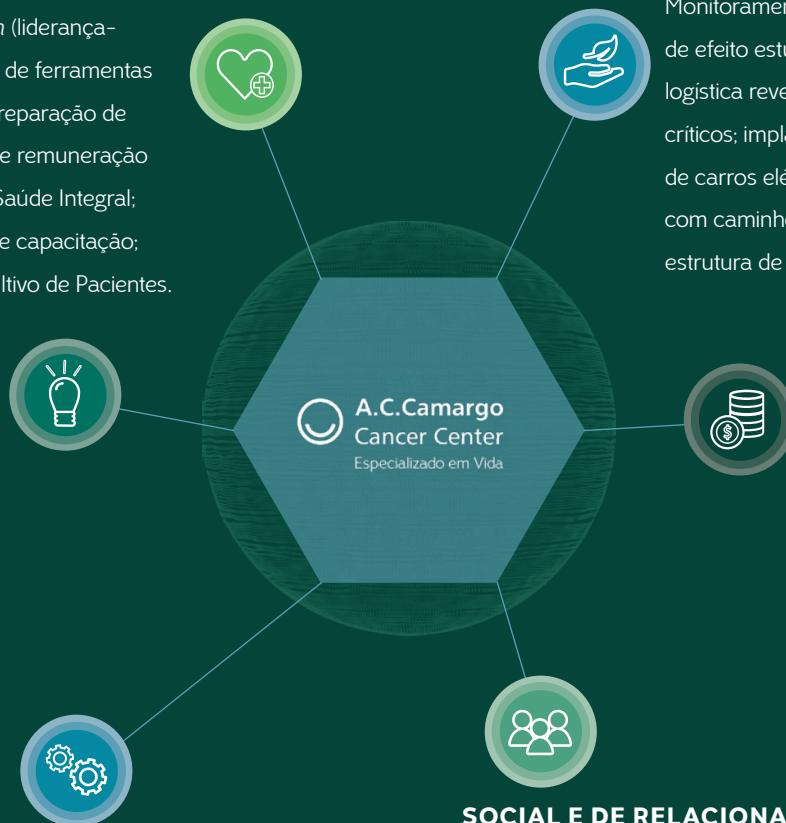 (liderança-
de ferramentas
reparação de
e remuneração
Saúde Integral;
e capacitação;
ltivo de Pacientes.
Monitoramen
de efeito estu
logística reve
críticos; impla
de carros elé
com caminho
estrutura de
A.C.Camargo
Cancer Center
Especializado em Vida
SOCIAL E DE RELACIONA